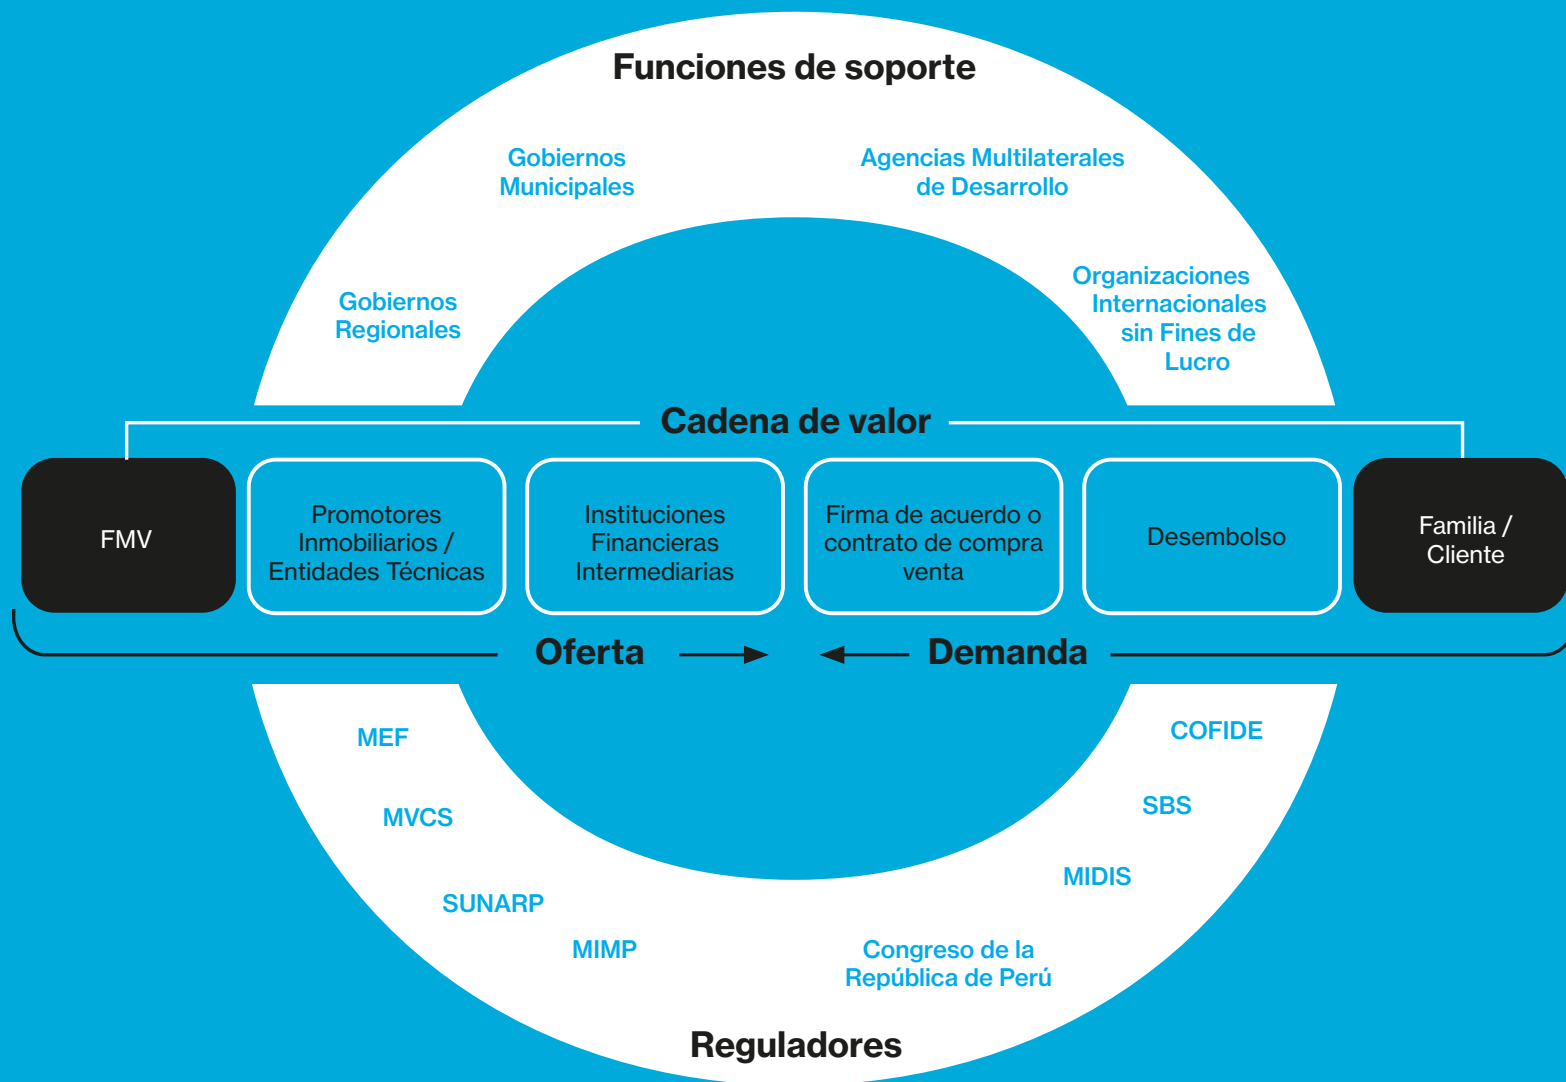 Funciones de soporte
Gobiernos
Municipales
Agencias Multilaterales
de Desarrollo
Gobiernos
Regionales
Organizaciones
Internacionales
sin Fines de
Lucro
Cadena de valor
FMV
Promotores
Inmobiliarios /
Entidades Técnicas
Instituciones
Financieras
Intermediarias
Firma de acuerdo o
contrato de compra
venta
Desembolso
Familia /
Cliente
Oferta
Demanda
MEF
COFIDE
MVCS
SBS
SUNARP
MIDIS
MIMP
Congreso de la
República de Perú
Reguladores